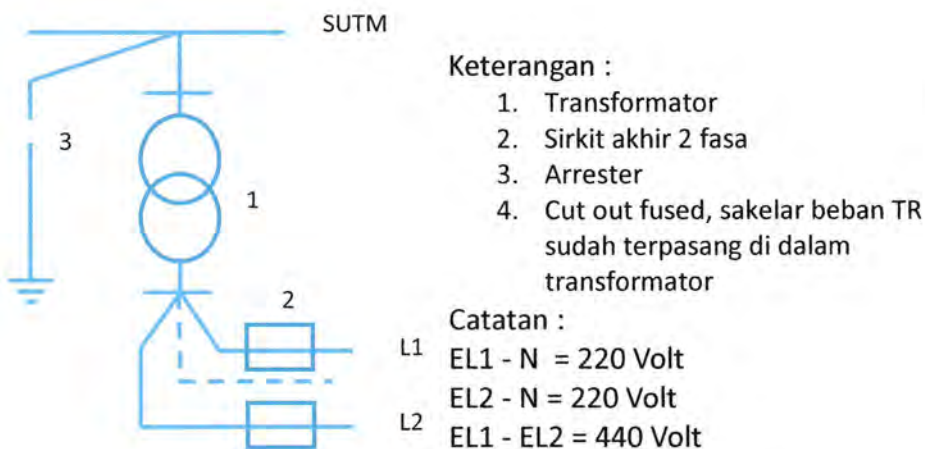 SUTM
Keterangan :
1. Transformator
2. Sirkit akhir 2 fasa
3. Arrester
4. Cut out fused, sakelar beban TR
sudah terpasang di dalam
transformator
3
1
2
Catatan :
L1
EL1 - N = 220 Volt
EL2 - N = 220 Volt
L2
EL1 - EL2 = 440 Volt